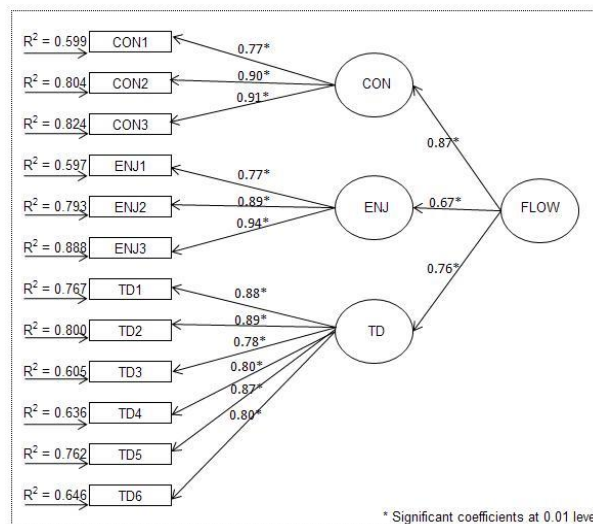 R² = 0.599 CON1
0.77*
R² = 0.804 CON2
0.90*
CON
R² = 0.824 CON3
0.91*
0.87*
R² = 0.597 ENJ1
0.77*
R² = 0.793 ENJ2
0.89*
ENJ
0.67*
FLOW
R² = 0.888 ENJ3
0.94*
0.76*
R² = 0.767 TD1
0.88*
R² = 0.800 TD2
0.89*
TD
R² = 0.605 TD3
0.78*
R² = 0.636 TD4
0.80*
R² = 0.762 TD5
0.87*
R² = 0.646 TD6
0.80*
* Significant coefficients at 0.01 leve